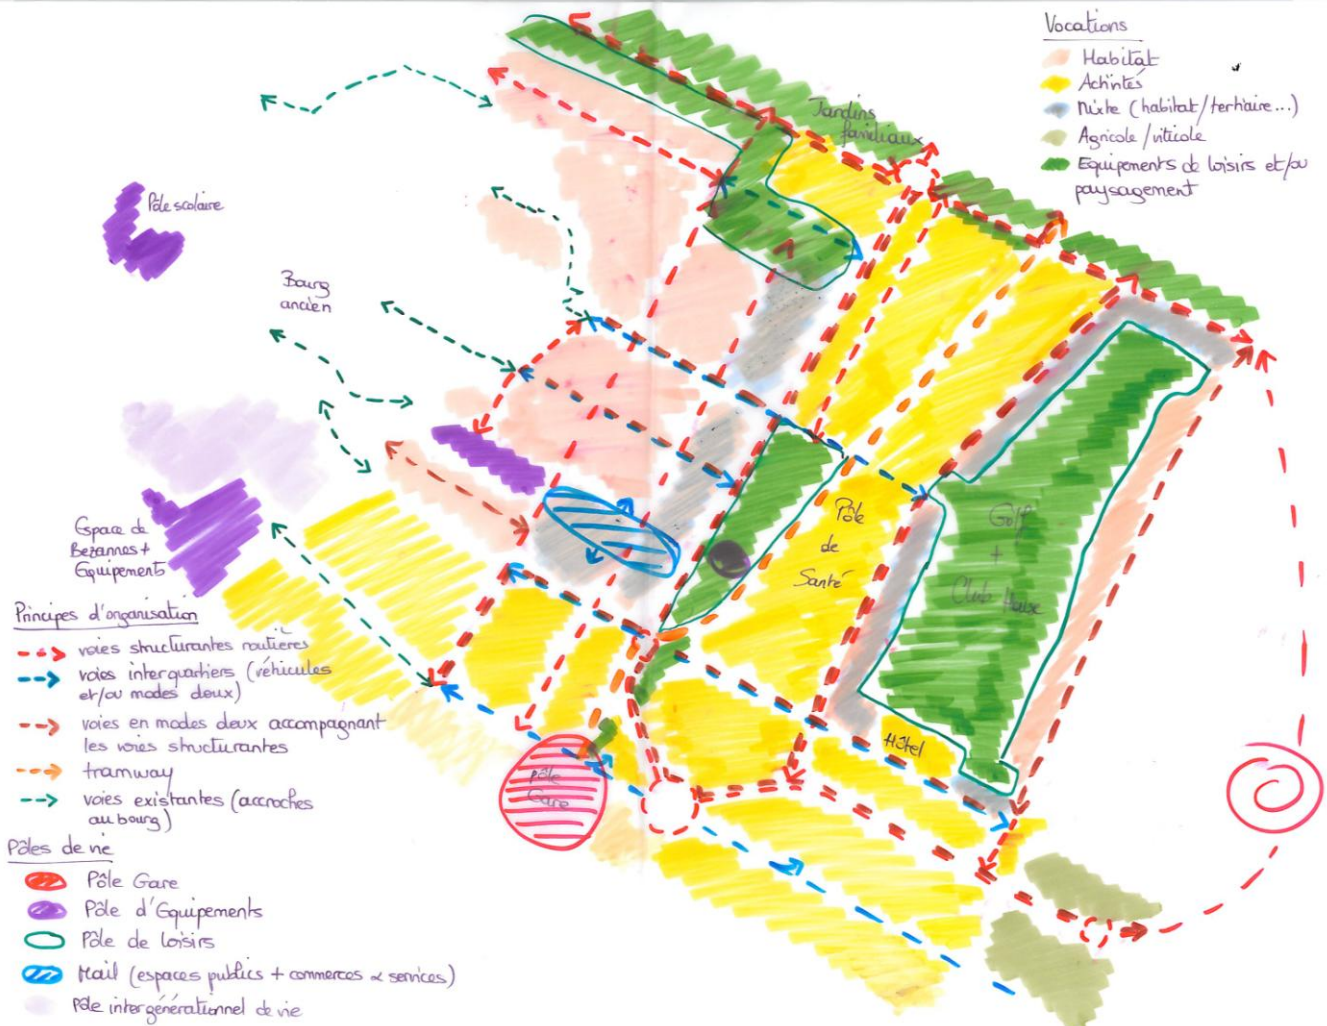 Vocations
Habitat
Activités
Mixte (habitat/tertiaire...)
Agricole/viticole
Equipements de loisirs et/ou
paysagement
Jardins
familiaux
Pôle scolaire
Bourg
ancien
Espace de
Bezannes +
Equipements
Pôle
de
Santé
Golf
+
Club House
Hôtel
Pôle
Gare
Principes d'organisation
voies structurantes routières
voies interquartiers (véhicules
et/ou modes doux)
voies en modes doux accompagnant
les voies structurantes
tramway
voies existantes (accroches
au bourg)
Pôles de vie
Pôle Gare
Pôle d'Equipements
Pôle de loisirs
Mail (espaces publics + commerces & services)
Pôle intergénérationnel de vie